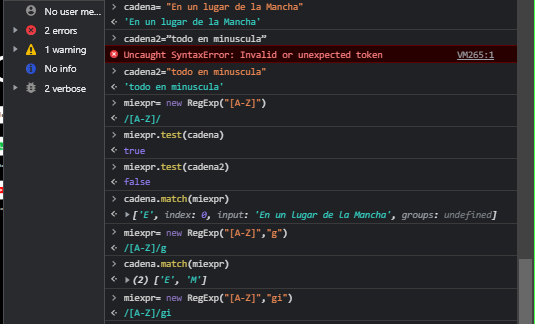 No user me...
2 errors
1 warning
No info
2 verbose
> cadena= "En un lugar de la Mancha"
< 'En un lugar de la Mancha'
> cadena2=”todo en minuscula”
Uncaught SyntaxError: Invalid or unexpected token VM265:1
> cadena2="todo en minuscula"
< 'todo en minuscula'
> miexpr= new RegExp("[A-Z]")
< /[A-Z]/
> miexpr.test(cadena)
< true
> miexpr.test(cadena2)
< false
> cadena.match(miexpr)
< ▶ ['E', index: 0, input: 'En un lugar de la Mancha', groups: undefined]
> miexpr= new RegExp("[A-Z]","g")
< /[A-Z]/g
> cadena.match(miexpr)
< ▶ (2) ['E', 'M']
> miexpr= new RegExp("[A-Z]","gi")
< /[A-Z]/gi